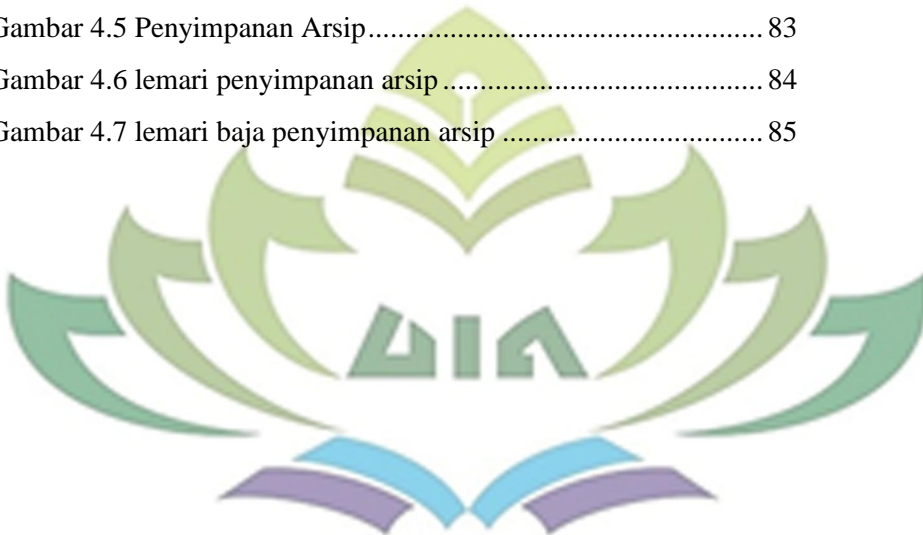 Gambar 4.5 Penyimpanan Arsip................................................... 83
Gambar 4.6 lemari penyimpanan arsip......................................... 84
Gambar 4.7 lemari baja penyimpanan arsip ................................. 85
UIN